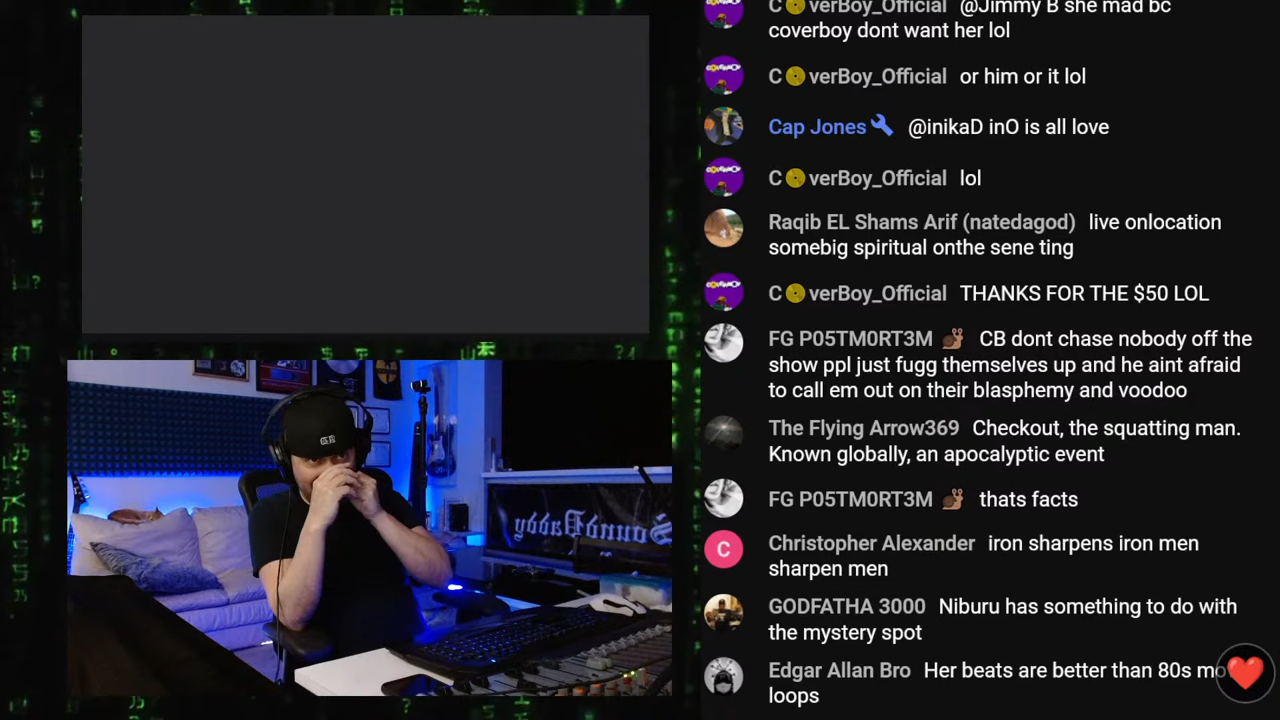 C verBoy_Official @Jimmy B she mad bc
coverboy dont want her lol
C verBoy_Official or him or it lol
Cap Jones @inikaD inO is all love
C verBoy_Official lol
Raqib EL Shams Arif (natedagod) live onlocation
somebig spiritual onthe sene ting
C verBoy_Official THANKS FOR THE $50 LOL
FG P05TM0RT3M 🐌 CB dont chase nobody off the
show ppl just fugg themselves up and he aint afraid
to call em out on their blasphemy and voodoo
The Flying Arrow369 Checkout, the squatting man.
Known globally, an apocalyptic event
FG P05TM0RT3M 🐌 thats facts
C
Christopher Alexander iron sharpens iron men
sharpen men
GODFATHA 3000 Niburu has something to do with
the mystery spot
Edgar Allan Bro Her beats are better than 80s
loops
SoundDaddy